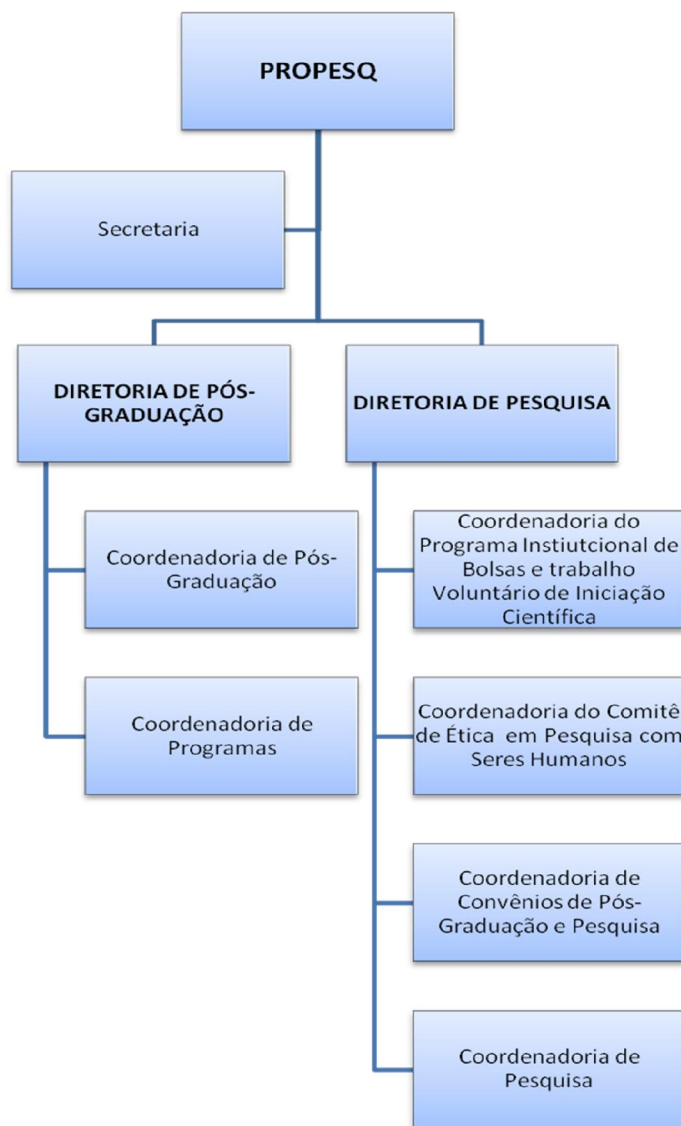 PROPESQ
Secretaria
DIRETORIA DE PÓS-
GRADUAÇÃO
DIRETORIA DE PESQUISA
Coordenadoria de Pós-
Graduação
Coordenadoria de
Programas
Coordenadoria do
Programa Instiutcional de
Bolsas e trabalho
Voluntário de Iniciação
Científica
Coordenadoria do Comitê
de Ética em Pesquisa com
Seres Humanos
Coordenadoria de
Convênios de Pós-
Graduação e Pesquisa
Coordenadoria de
Pesquisa